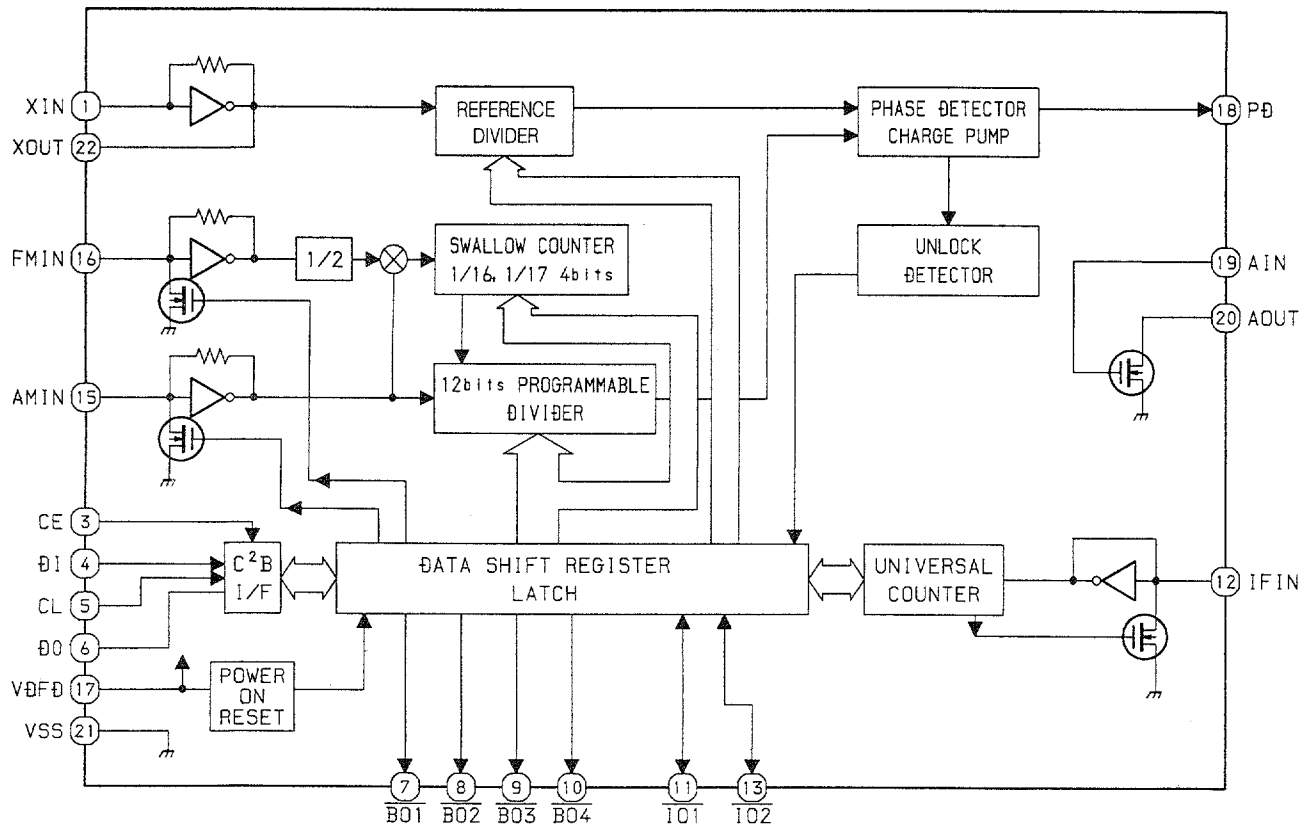 XIN 1
XOUT 22
REFERENCE
DIVIDER
PHASE DETECTOR
CHARGE PUMP
18 PD
FMIN 16
1/2
SWALLOW COUNTER
1/16, 1/17 4bits
UNLOCK
DETECTOR
19 AIN
20 AOUT
AMIN 15
12bits PROGRAMMABLE
DIVIDER
CE 3
DI 4
CL 5
DO 6
C²B
I/F
DATA SHIFT REGISTER
LATCH
UNIVERSAL
COUNTER
12 IFIN
VDFD 17
VSS 21
POWER
ON
RESET
7 8 9 10 11 13
BO1 BO2 BO3 BO4 IO1 IO2